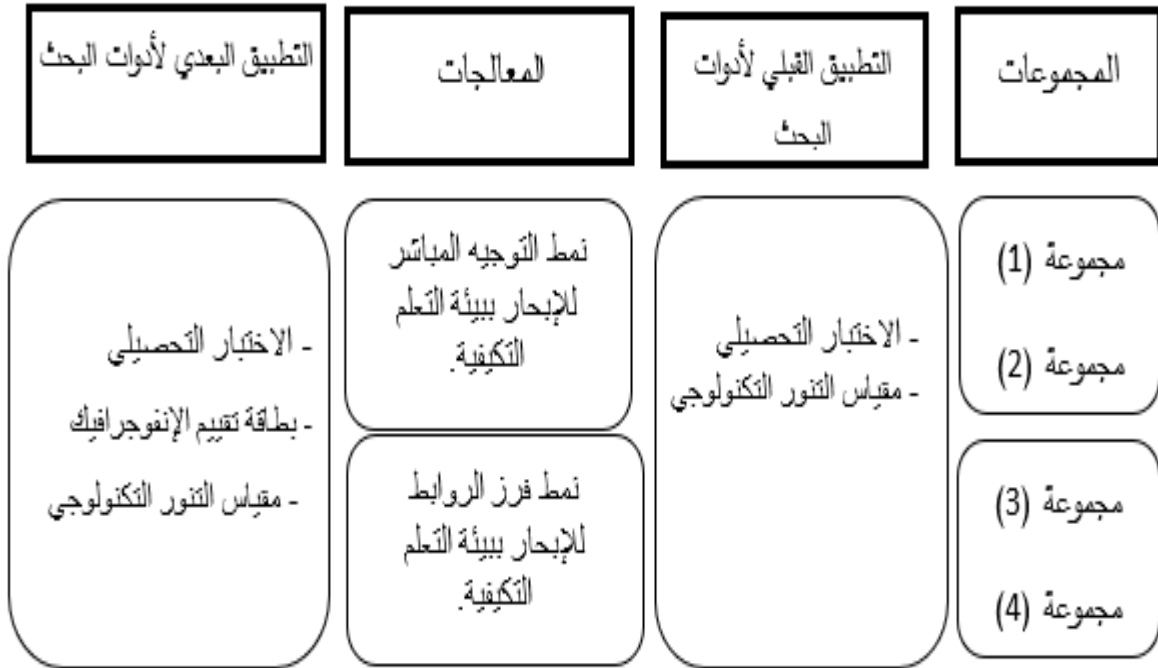 المجموعات
التطبيق القبلي لأدوات
البحث
المعالجات
التطبيق البعدي لأدوات البحث
مجموعة (1)
مجموعة (2)
مجموعة (3)
مجموعة (4)
- الاختبار التحصيلي
- مقياس التنور التكنولوجي
نمط التوجيه المباشر
للإبحار ببيئة التعلم
التكيفية.
نمط فرز الروابط
للإبحار ببيئة التعلم
التكيفية.
- الاختبار التحصيلي
- بطاقة تقييم الإنفوجرافيك
- مقياس التنور التكنولوجي